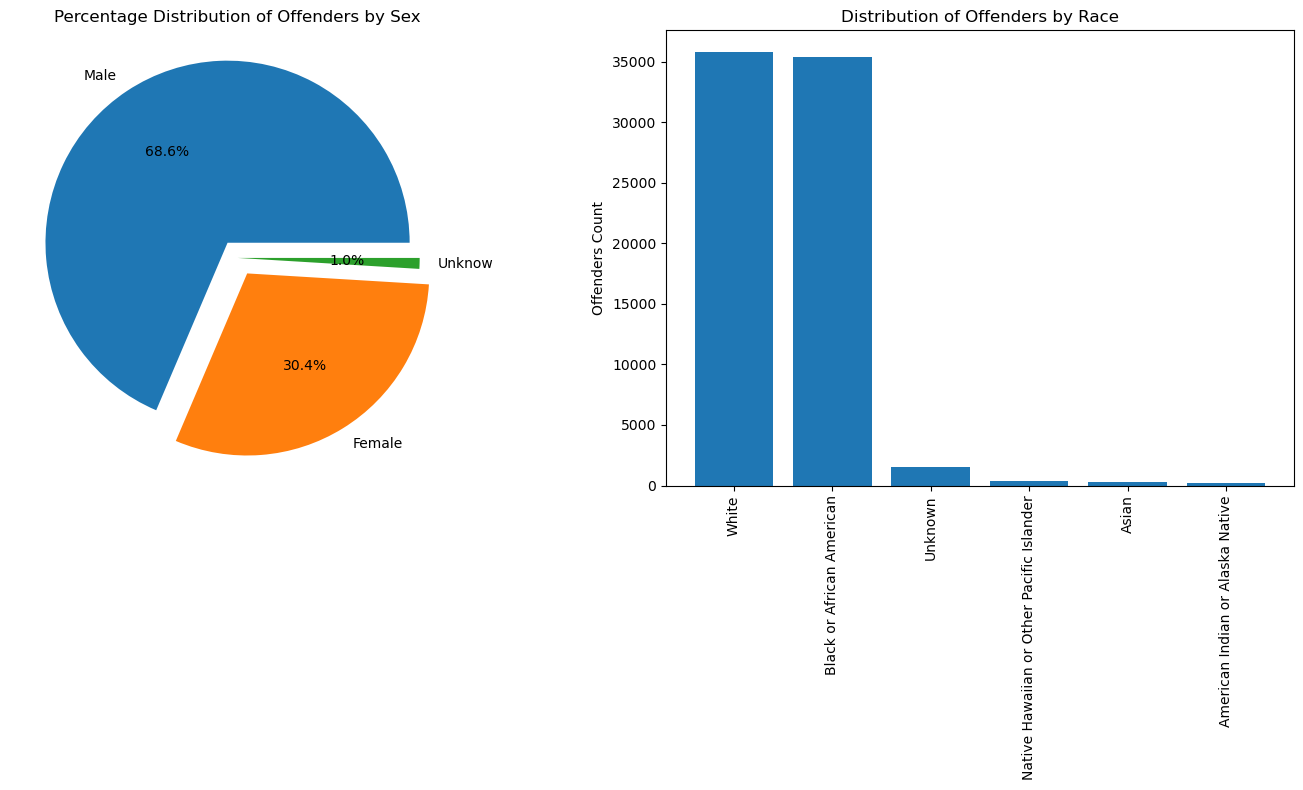 Percentage Distribution of Offenders by Sex
Male
68.6%
1.0%
Unknow
30.4%
Female
Distribution of Offenders by Race
Offenders Count
35000
30000
25000
20000
15000
10000
5000
0
White
Black or African American
Unknown
Native Hawaiian or Other Pacific Islander
Asian
American Indian or Alaska Native